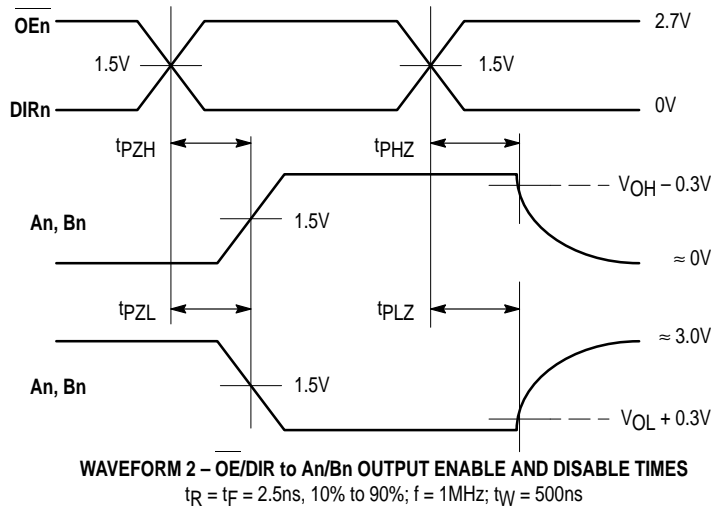 OEn
2.7V
1.5V
1.5V
DIRn
0V
tPZH
tPHZ
VOH – 0.3V
An, Bn
1.5V
≈ 0V
tPZL
tPLZ
≈ 3.0V
An, Bn
1.5V
VOL + 0.3V
WAVEFORM 2 – OE/DIR to An/Bn OUTPUT ENABLE AND DISABLE TIMES
tR = tF = 2.5ns, 10% to 90%; f = 1MHz; tW = 500ns